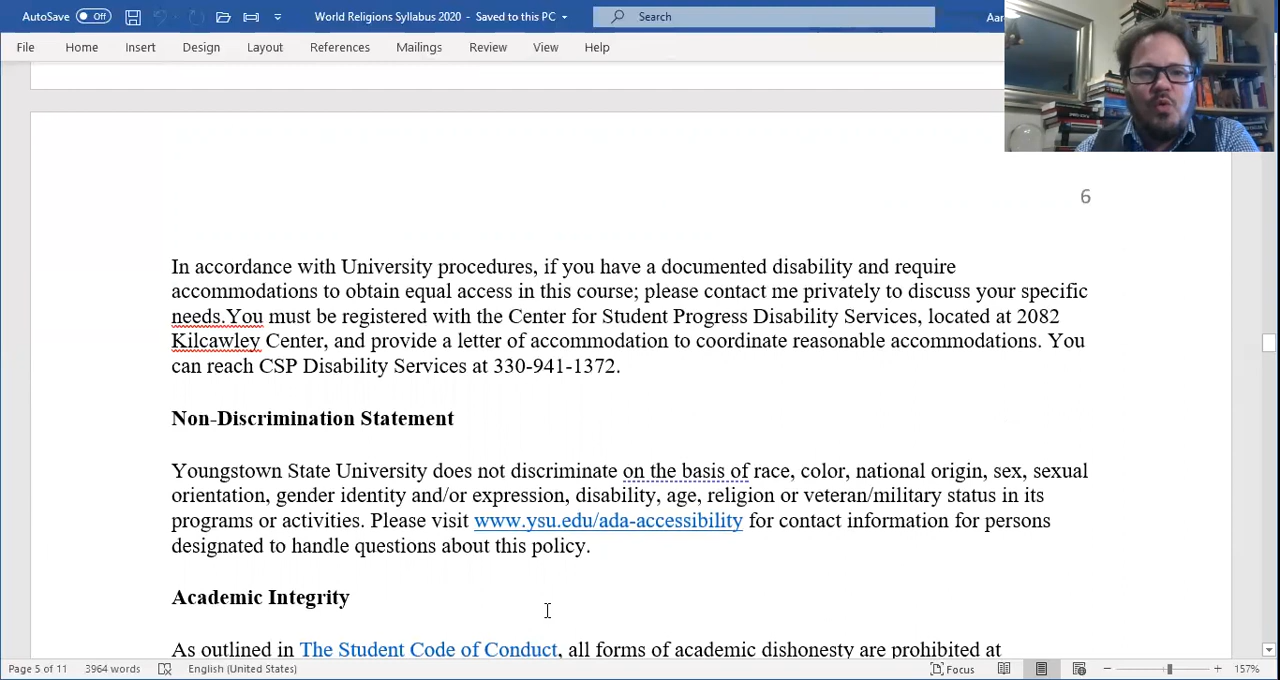 AutoSave Off World Religions Syllabus 2020 - Saved to this PC Search Aar
File Home Insert Design Layout References Mailings Review View Help
6
In accordance with University procedures, if you have a documented disability and require
accommodations to obtain equal access in this course; please contact me privately to discuss your specific
needs.You must be registered with the Center for Student Progress Disability Services, located at 2082
Kilcawley Center, and provide a letter of accommodation to coordinate reasonable accommodations. You
can reach CSP Disability Services at 330-941-1372.
Non-Discrimination Statement
Youngstown State University does not discriminate on the basis of race, color, national origin, sex, sexual
orientation, gender identity and/or expression, disability, age, religion or veteran/military status in its
programs or activities. Please visit www.ysu.edu/ada-accessibility for contact information for persons
designated to handle questions about this policy.
Academic Integrity
As outlined in The Student Code of Conduct, all forms of academic dishonesty are prohibited at
Page 5 of 11 3964 words English (United States) Focus 157%